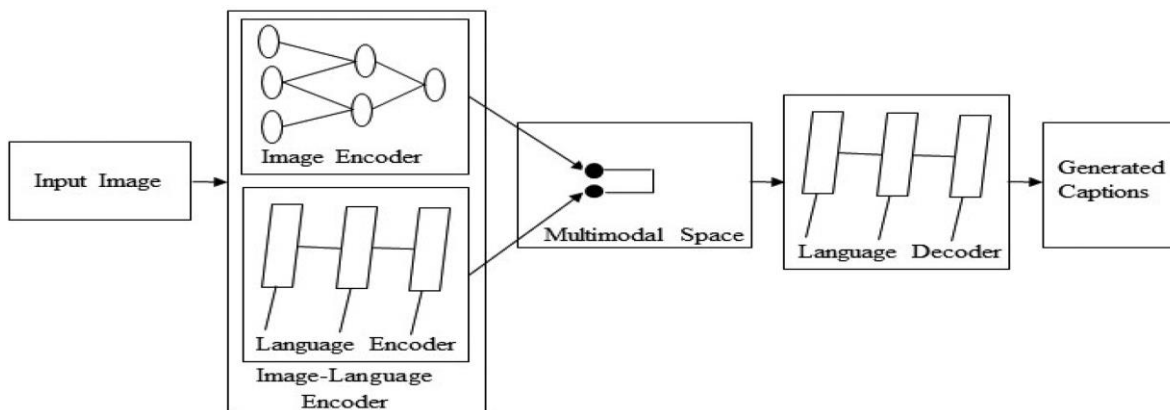 Input Image
Image Encoder
Language Encoder
Image-Language
Encoder
Multimodal Space
Language Decoder
Generated
Captions